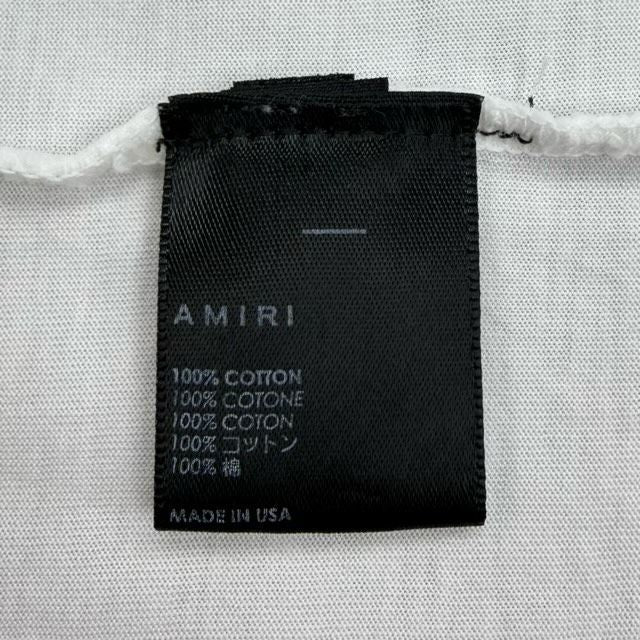 AMIRI
100% COTTON
100% COTONE
100% COTON
100% コットン
100% 棉
MADE IN USA